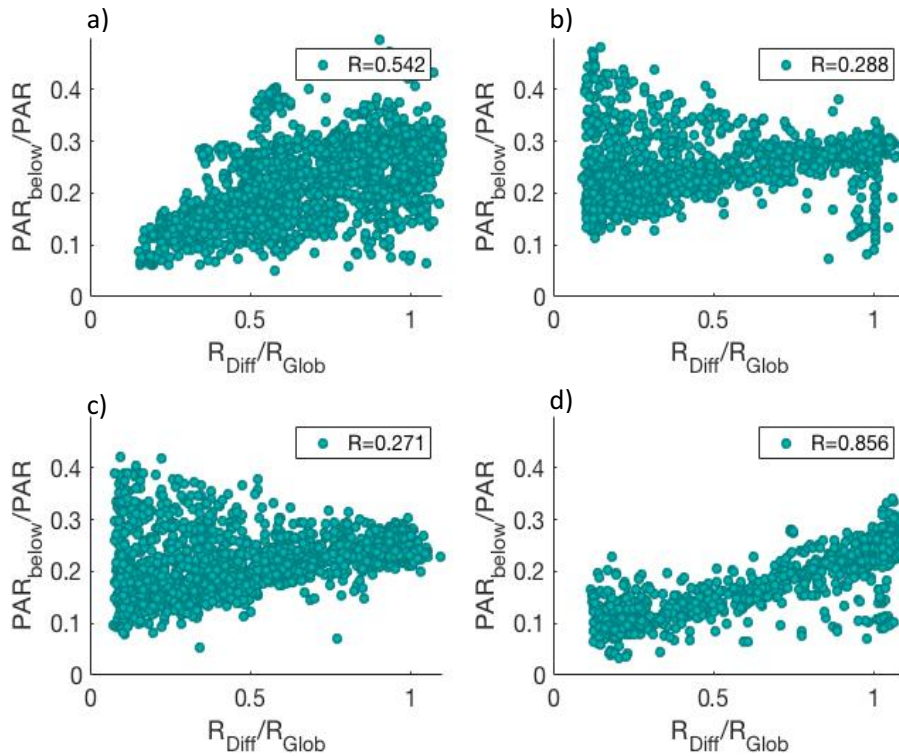 a)
R=0.542
PAR_below/PAR
0.4
0.3
0.2
0.1
0
0
0.5
1
R_Diff/R_Glob
b)
R=0.288
PAR_below/PAR
0.4
0.3
0.2
0.1
0
0
0.5
1
R_Diff/R_Glob
c)
R=0.271
PAR_below/PAR
0.4
0.3
0.2
0.1
0
0
0.5
1
R_Diff/R_Glob
d)
R=0.856
PAR_below/PAR
0.4
0.3
0.2
0.1
0
0
0.5
1
R_Diff/R_Glob